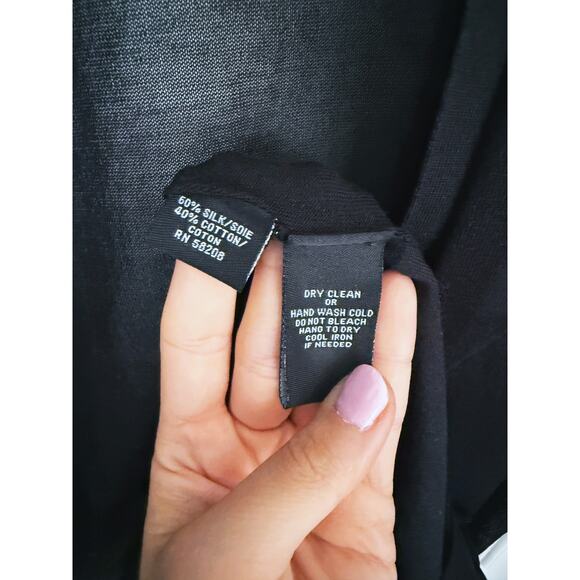 60% SILK/SOIE
40% COTTON/
COTON
RN 58208
DRY CLEAN
OR
HAND WASH COLD
DO NOT BLEACH
HANG TO DRY
COOL IRON
IF NEEDED